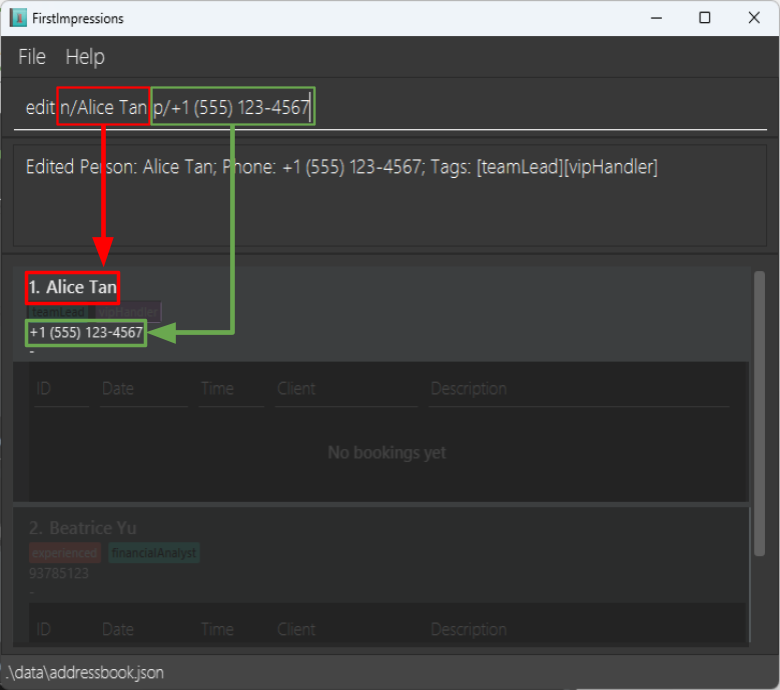 FirstImpressions
File Help
edit n/Alice Tan p/+1 (555) 123-4567
Edited Person: Alice Tan; Phone: +1 (555) 123-4567; Tags: [teamLead][vipHandler]
1. Alice Tan
teamLead vipHandler
+1 (555) 123-4567
-
ID Date Time Client Description
No bookings yet
2. Beatrice Yu
experienced financialAnalyst
93785123
-
ID Date Time Client Description
.\data\addressbook.json